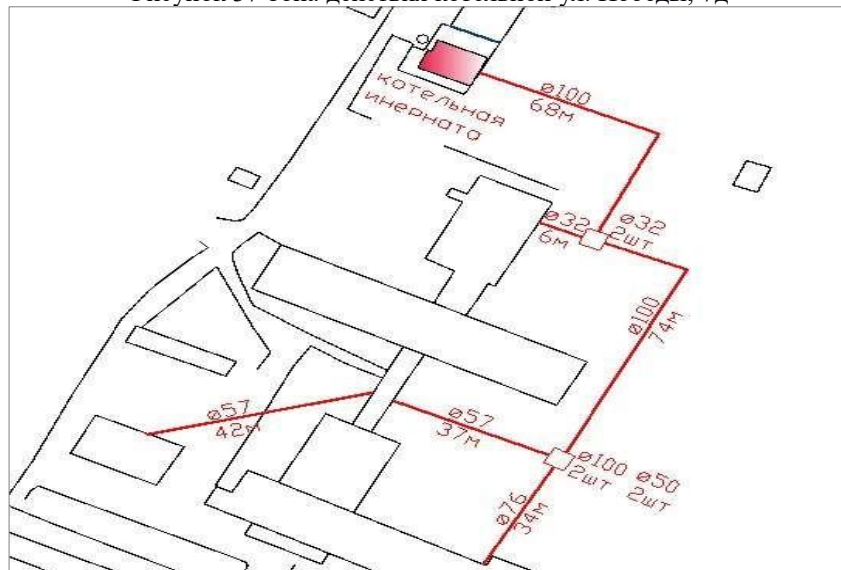 котельная
инерната
ø100
68м
ø32
6м
ø32
2шт
ø100
74м
ø57
42м
ø57
37м
ø100 ø50
2шт 2шт
ø76
34м